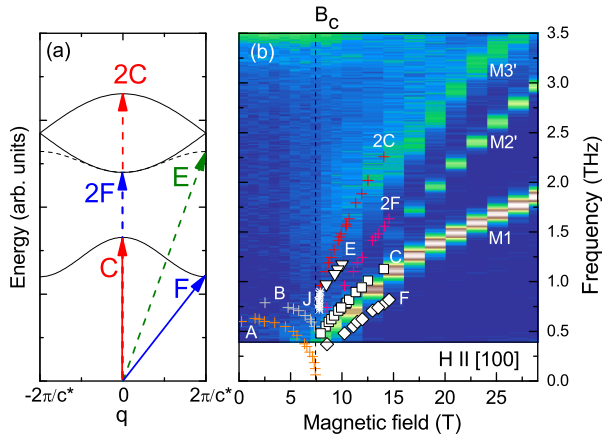 B_c
(a)
2C
2F
E
C
F
Energy (arb. units)
-2π/c*
0
2π/c*
q
(b)
M3'
2C
M2'
2F
E
C
M1
J
B
F
A
H II [100]
3.5
3.0
2.5
2.0
1.5
1.0
0.5
0.0
Frequency (THz)
0
5
10
15
20
25
Magnetic field (T)